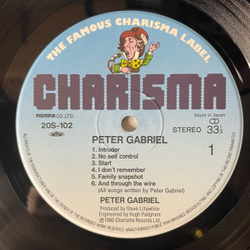 THE FAMOUS CHARISMA LABEL
CHARISMA
POLYSTAR CO., LTD.
Made in Japan
20S-102
STEREO 33⅓
PETER GABRIEL
1
1. Intruder
2. No self control
3. Start
4. I don't remember
5. Family snapshot
6. And through the wire
(All songs written by Peter Gabriel)
PETER GABRIEL
Produced by Steve Lillywhite
Engineered by Hugh Padgham
℗1980 Charisma Records Ltd.